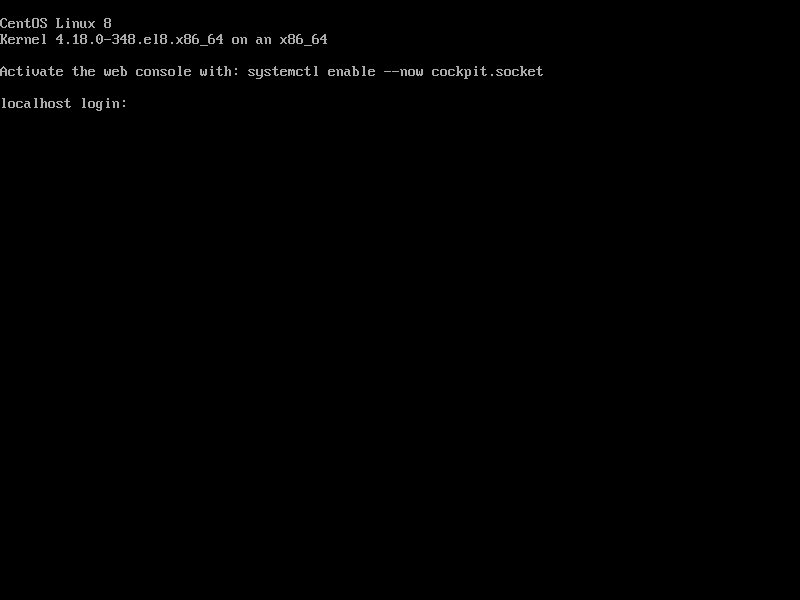 CentOS Linux 8
Kernel 4.18.0-348.el8.x86_64 on an x86_64
Activate the web console with: systemctl enable --now cockpit.socket
localhost login: